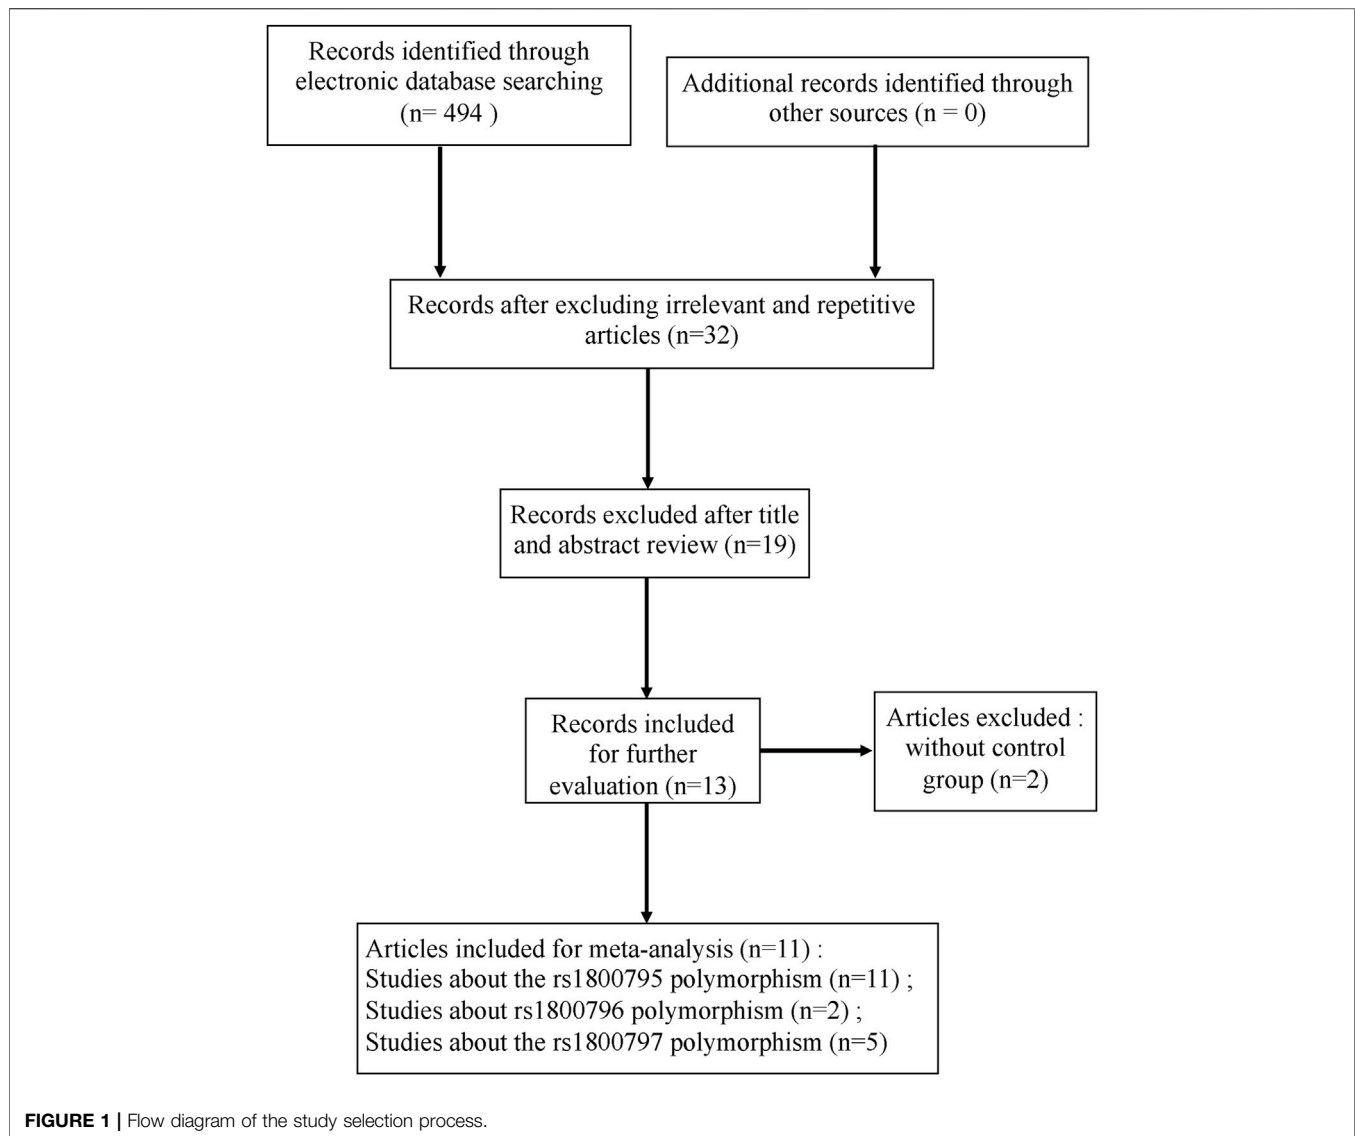 Records identified through
electronic database searching
(n= 494 )
Additional records identified through
other sources (n = 0)
Records after excluding irrelevant and repetitive
articles (n=32)
Records excluded after title
and abstract review (n=19)
Records included
for further
evaluation (n=13)
Articles excluded :
without control
group (n=2)
Articles included for meta-analysis (n=11) :
Studies about the rs1800795 polymorphism (n=11) ;
Studies about rs1800796 polymorphism (n=2) ;
Studies about the rs1800797 polymorphism (n=5)
FIGURE 1 | Flow diagram of the study selection process.